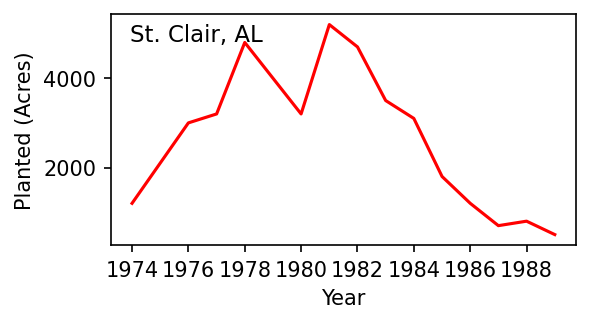 St. Clair, AL
Planted (Acres)
4000
2000
1974 1976 1978 1980 1982 1984 1986 1988
Year